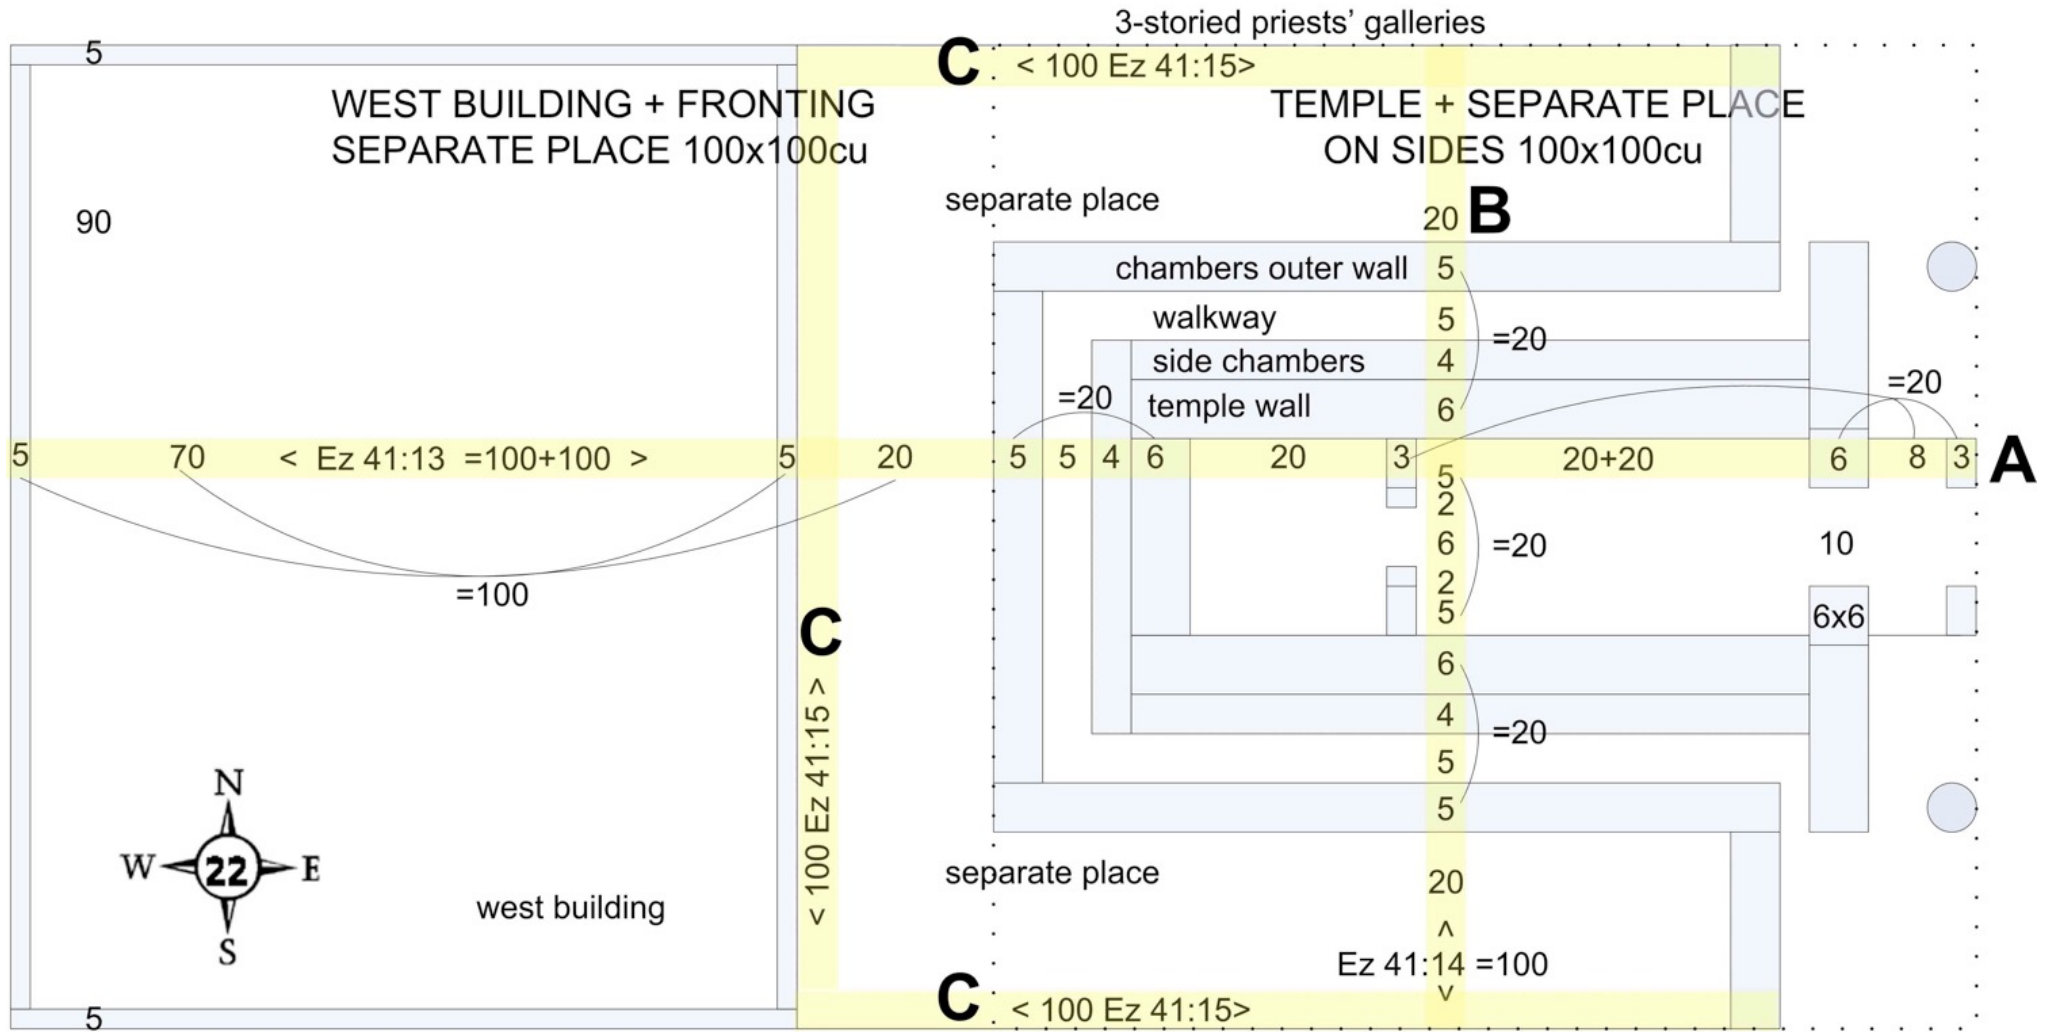 3-storied priests’ galleries
5
C
< 100 Ez 41:15>
WEST BUILDING + FRONTING
SEPARATE PLACE 100x100cu
TEMPLE + SEPARATE PLACE
ON SIDES 100x100cu
separate place
90
20
B
chambers outer wall
5
walkway
5
=20
side chambers
4
=20
=20
temple wall
6
5
70
< Ez 41:13 =100+100 >
5
20
5
5
4
6
20
3
20+20
6
8
3
A
5
2
6
=20
10
2
5
=100
C
< 100 Ez 41:15 >
6x6
6
4
=20
5
5
N
W
22
E
S
west building
separate place
20
^
Ez 41:14 =100
v
C
< 100 Ez 41:15>
5